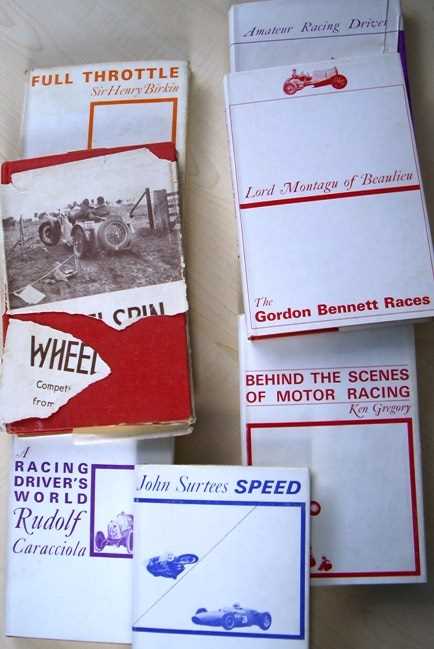 FULL THROTTLE
Sir Henry Birkin
Amateur Racing Driver
Lord Montagu of Beaulieu
The
Gordon Bennett Races
WHEEL
SPIN
Compet
from
BEHIND THE SCENES
OF MOTOR RACING
Ken Gregory
A
RACING
DRIVER'S
WORLD
Rudolf
Caracciola
John Surtees SPEED